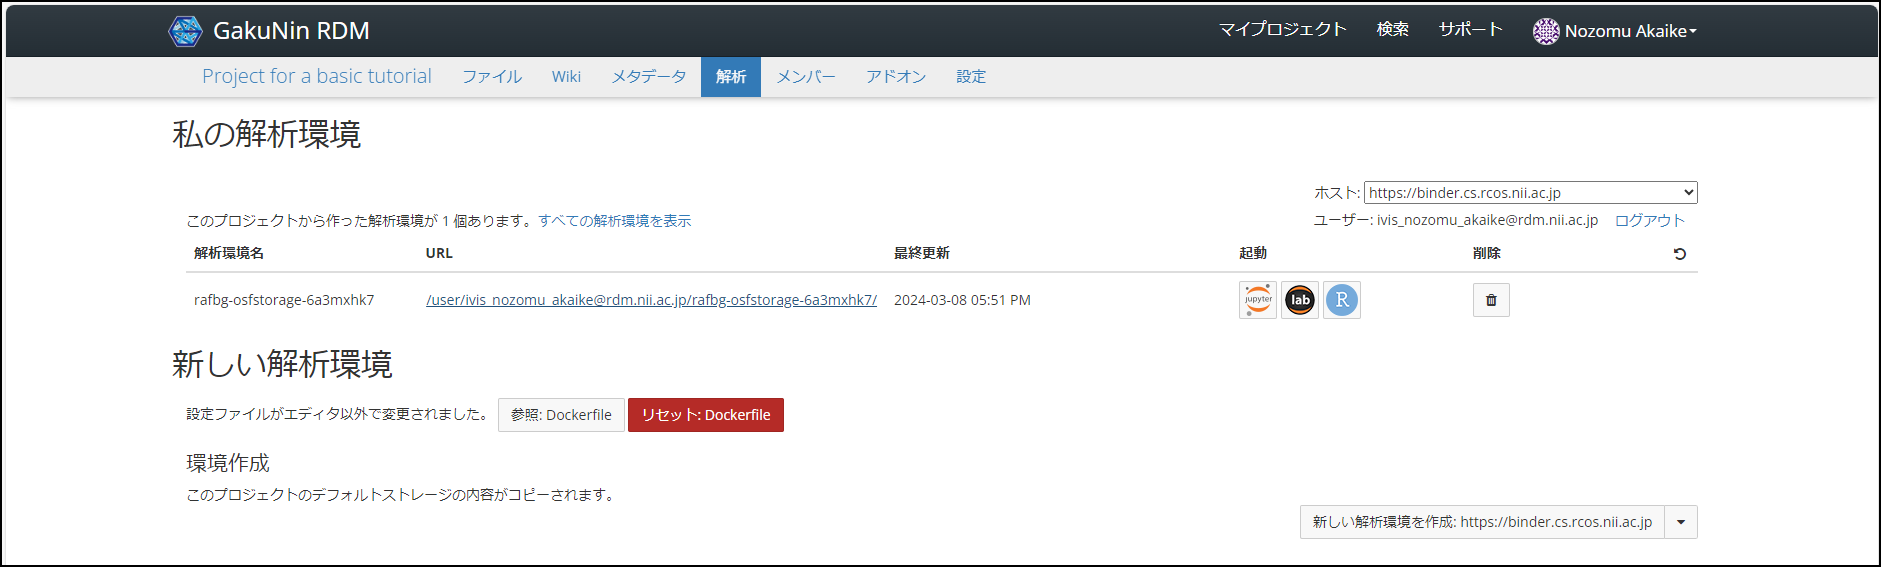 GakuNin RDM マイプロジェクト 検索 サポート Nozomu Akaike
Project for a basic tutorial ファイル Wiki メタデータ 解析 メンバー アドオン 設定
私の解析環境
ホスト: https://binder.cs.rcos.nii.ac.jp
このプロジェクトから作った解析環境が 1 個あります。すべての解析環境を表示 ユーザー: ivis_nozomu_akaike@rdm.nii.ac.jp ログアウト
解析環境名 URL 最終更新 起動 削除
rafbg-osfstorage-6a3mxhk7 /user/ivis_nozomu_akaike@rdm.nii.ac.jp/rafbg-osfstorage-6a3mxhk7/ 2024-03-08 05:51 PM jupyter lab R
新しい解析環境
設定ファイルがエディタ以外で変更されました。 参照: Dockerfile リセット: Dockerfile
環境作成
このプロジェクトのデフォルトストレージの内容がコピーされます。
新しい解析環境を作成: https://binder.cs.rcos.nii.ac.jp